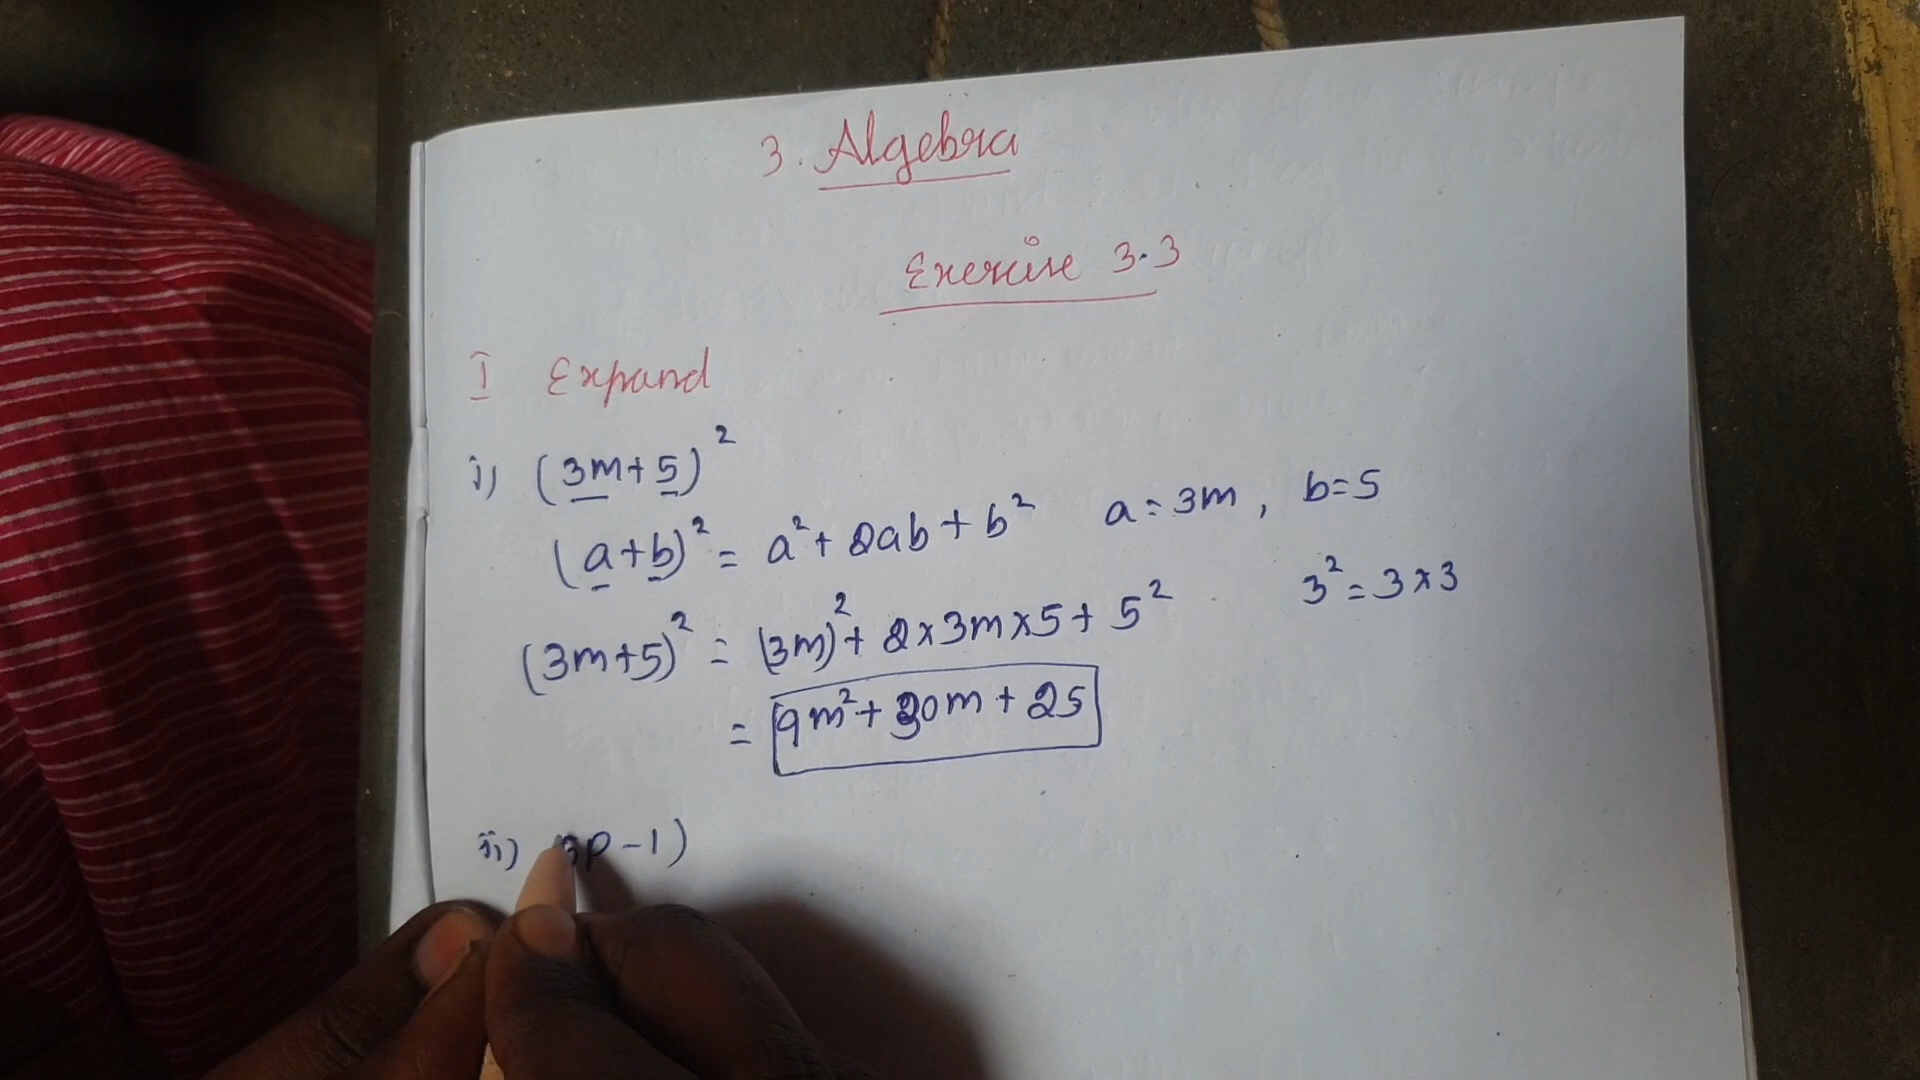 3. Algebra
Exercise 3.3
I Expand
i) (3m+5)²
(a+b)² = a² + 2ab + b² a = 3m, b=5
(3m+5)² = (3m)² + 2×3m×5+ 5² 3² = 3×3
= 9m² + 30m + 25
ii) p-1)